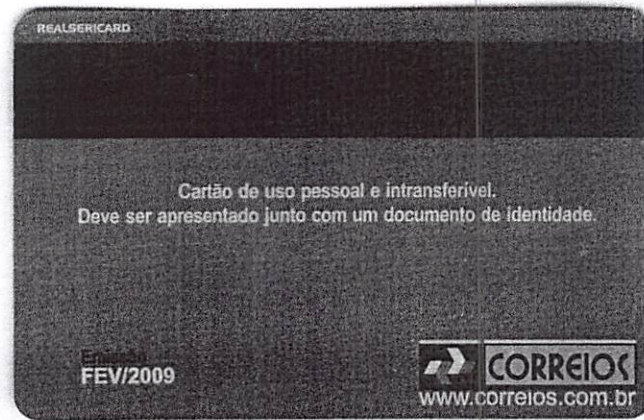 REALSERICARD
Cartão de uso pessoal e intransferível.
Deve ser apresentado junto com um documento de identidade.
Emissão
FEV/2009
CORREIOS
www.correios.com.br